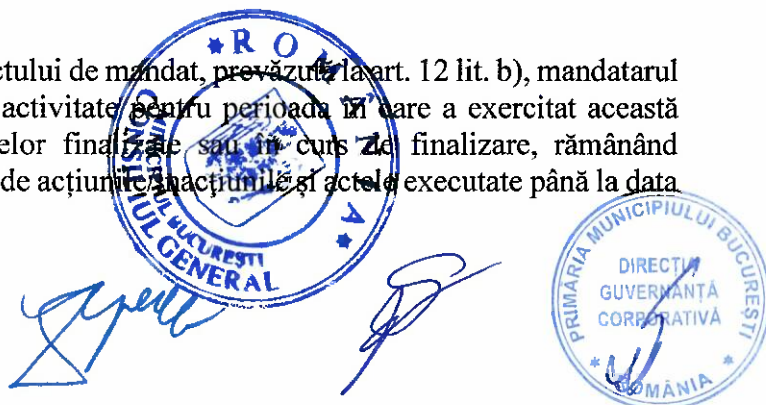 ctului de mandat, prevăzută la art. 12 lit. b), mandatarul
activitate pentru perioada în care a exercitat această
elor finalizate sau în curs de finalizare, rămânând
de acțiunile/inacțiunile și actele executate până la data
* ROMÂNIA *
CONSILIUL GENERAL
MUNICIPIUL BUCUREȘTI
PRIMĂRIA MUNICIPIULUI BUCUREȘTI
DIRECȚIA
GUVERNANȚĂ
CORPORATIVĂ
* ROMÂNIA *